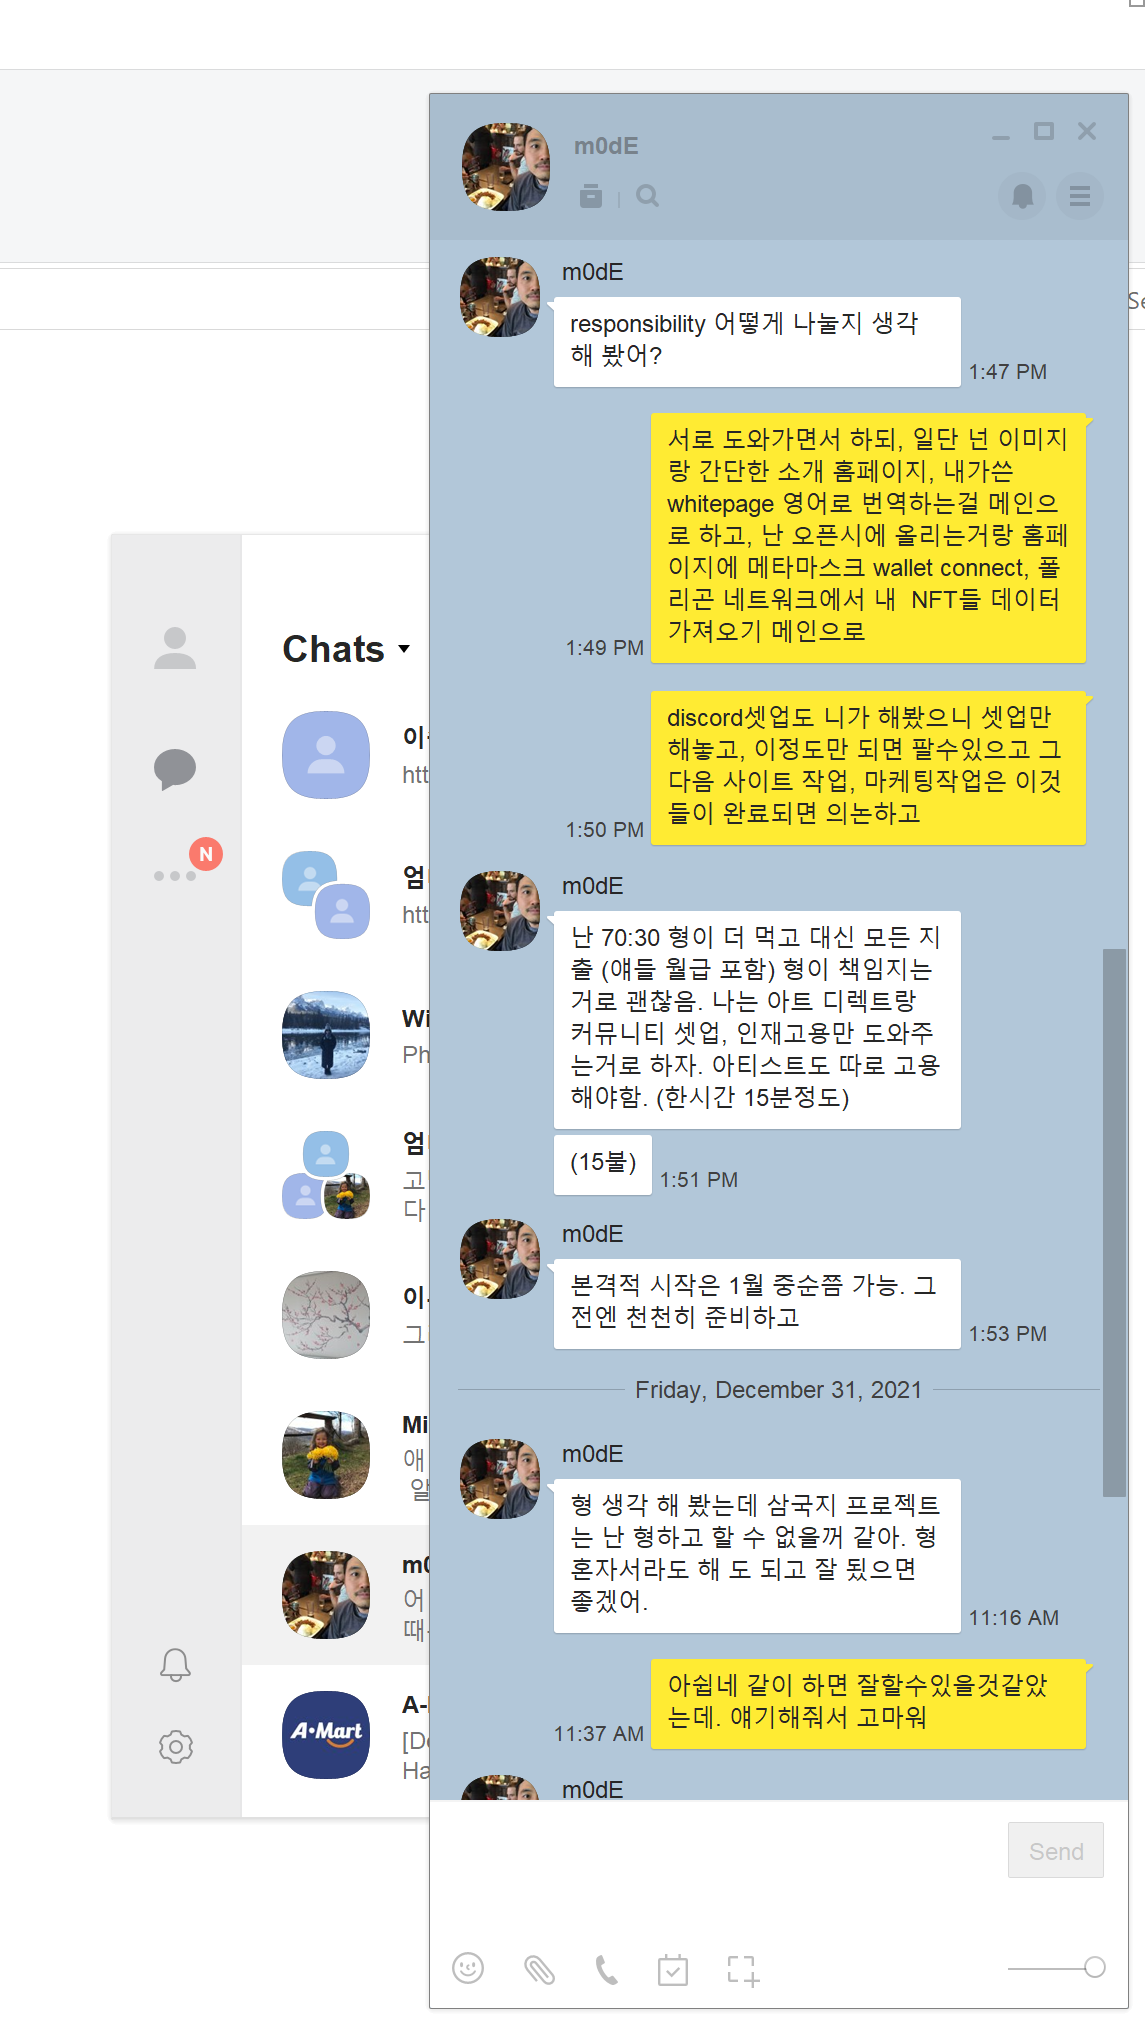 m0dE
m0dE
responsibility 어떻게 나눌지 생각
해 봤어?
1:47 PM
서로 도와가면서 하되, 일단 넌 이미지
랑 간단한 소개 홈페이지, 내가쓴
whitepage 영어로 번역하는걸 메인으
로 하고, 난 오픈시에 올리는거랑 홈페
이지에 메타마스크 wallet connect, 폴
리곤 네트워크에서 내  NFT들 데이터
가져오기 메인으로
1:49 PM
discord셋업도 니가 해봤으니 셋업만
해놓고, 이정도만 되면 팔수있으고 그
다음 사이트 작업, 마케팅작업은 이것
들이 완료되면 의논하고
1:50 PM
m0dE
난 70:30 형이 더 먹고 대신 모든 지
출 (얘들 월급 포함) 형이 책임지는
거로 괜찮음. 나는 아트 디렉트랑
커뮤니티 셋업, 인재고용만 도와주
는거로 하자. 아티스트도 따로 고용
해야함. (한시간 15분정도)
(15불)
1:51 PM
m0dE
본격적 시작은 1월 중순쯤 가능. 그
전엔 천천히 준비하고
1:53 PM
Friday, December 31, 2021
m0dE
형 생각 해 봤는데 삼국지 프로젝트
는 난 형하고 할 수 없을꺼 같아. 형
혼자서라도 해 도 되고 잘 됬으면
좋겠어.
11:16 AM
아쉽네 같이 하면 잘할수있을것같았
는데. 얘기해줘서 고마워
11:37 AM
m0dE
Send
Chats
N
htt
htt
Wi
Ph
고
다
이
그
Mi
애
알
m0
어
때
A-Mart
A-
[De
Ha
Se